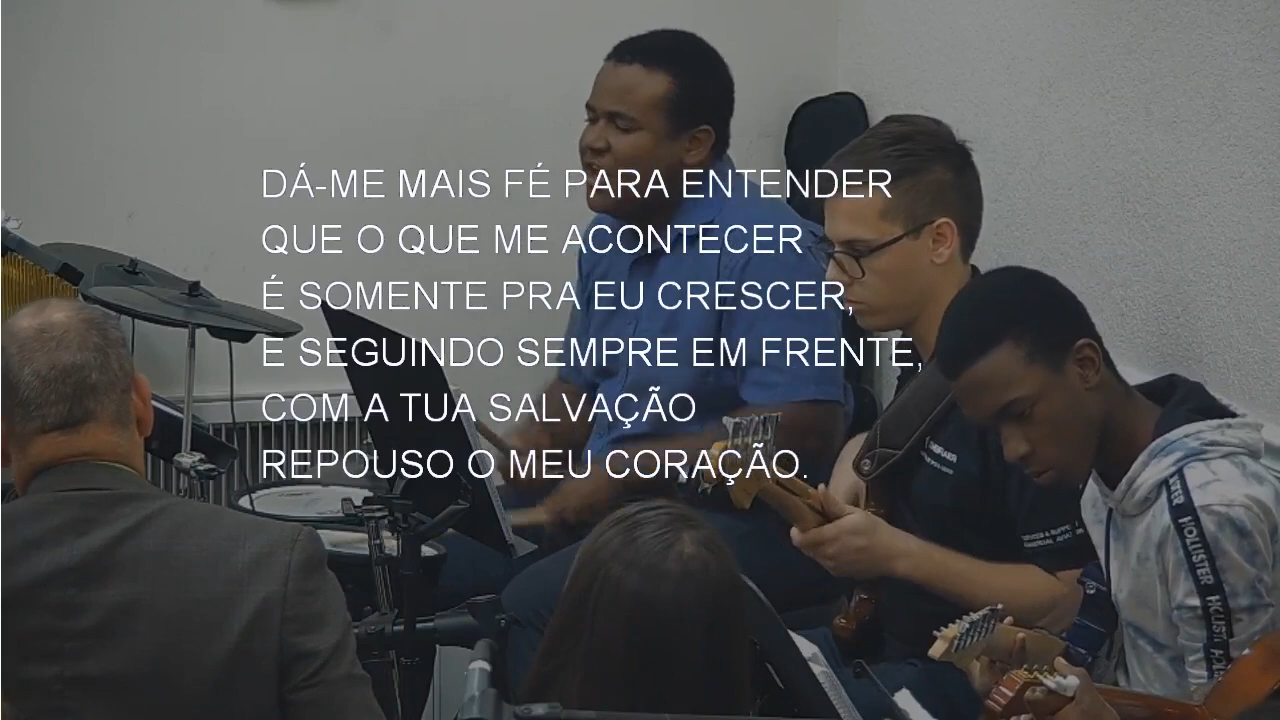 DÁ-ME MAIS FÉ PARA ENTENDER
QUE O QUE ME ACONTECER
É SOMENTE PRA EU CRESCER,
E SEGUINDO SEMPRE EM FRENTE,
COM A TUA SALVAÇÃO
REPOUSO O MEU CORAÇÃO.
HOLLISTER